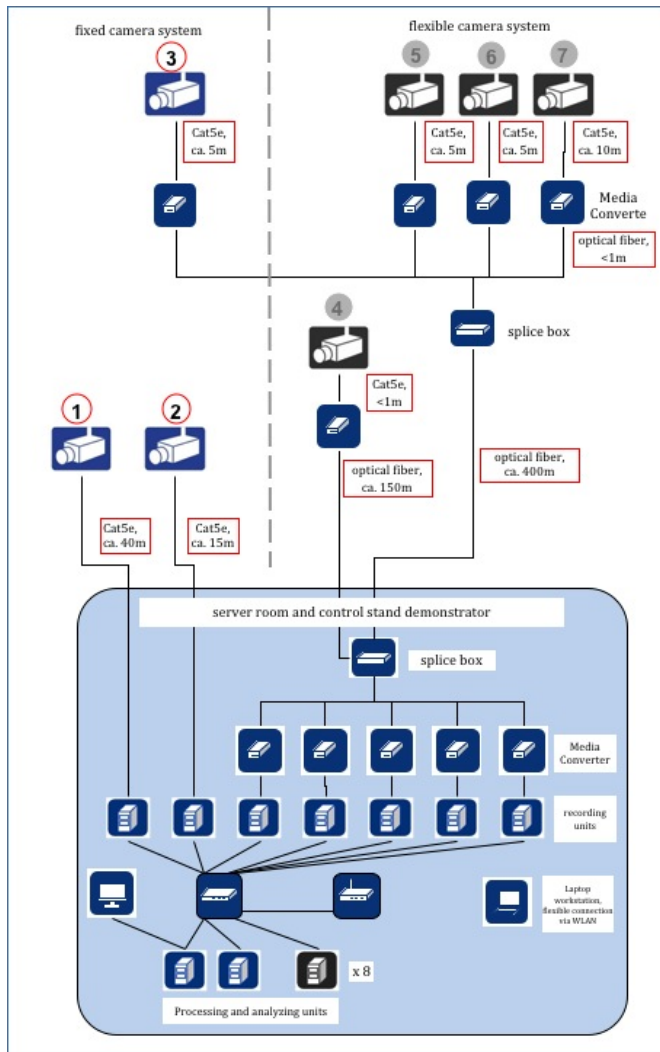 fixed camera system
flexible camera system
3
5
6
7
Cat5e,
ca. 5m
Cat5e,
ca. 5m
Cat5e,
ca. 5m
Cat5e,
ca. 10m
Media
Converte
optical fiber,
<1m
4
splice box
Cat5e,
<1m
1
2
optical fiber,
ca. 150m
optical fiber,
ca. 400m
Cat5e,
ca. 40m
Cat5e,
ca. 15m
server room and control stand demonstrator
splice box
Media
Converter
recording
units
Laptop
workstation,
flexible connection
via WLAN
x 8
Processing and analyzing units